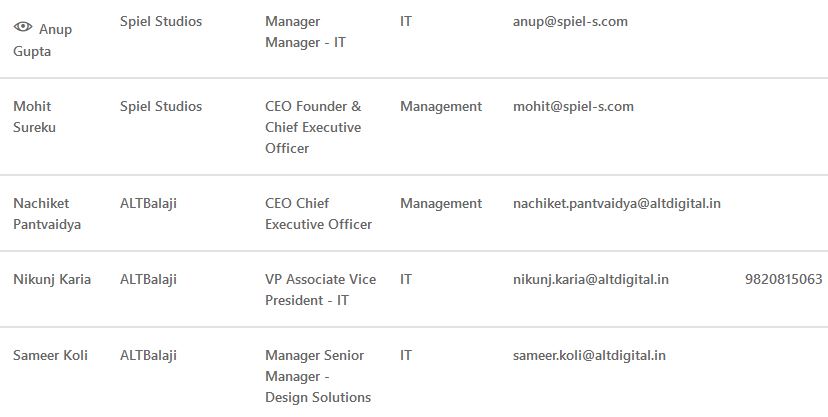 Anup Gupta Spiel Studios Manager Manager - IT IT anup@spiel-s.com
Mohit Sureku Spiel Studios CEO Founder & Chief Executive Officer Management mohit@spiel-s.com
Nachiket Pantvaidya ALTBalaji CEO Chief Executive Officer Management nachiket.pantvaidya@altdigital.in
Nikunj Karia ALTBalaji VP Associate Vice President - IT IT nikunj.karia@altdigital.in 9820815063
Sameer Koli ALTBalaji Manager Senior Manager - Design Solutions IT sameer.koli@altdigital.in